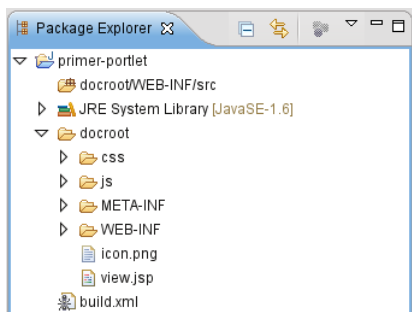 Package Explorer
primer-portlet
docroot/WEB-INF/src
JRE System Library [JavaSE-1.6]
docroot
css
js
META-INF
WEB-INF
icon.png
view.jsp
build.xml